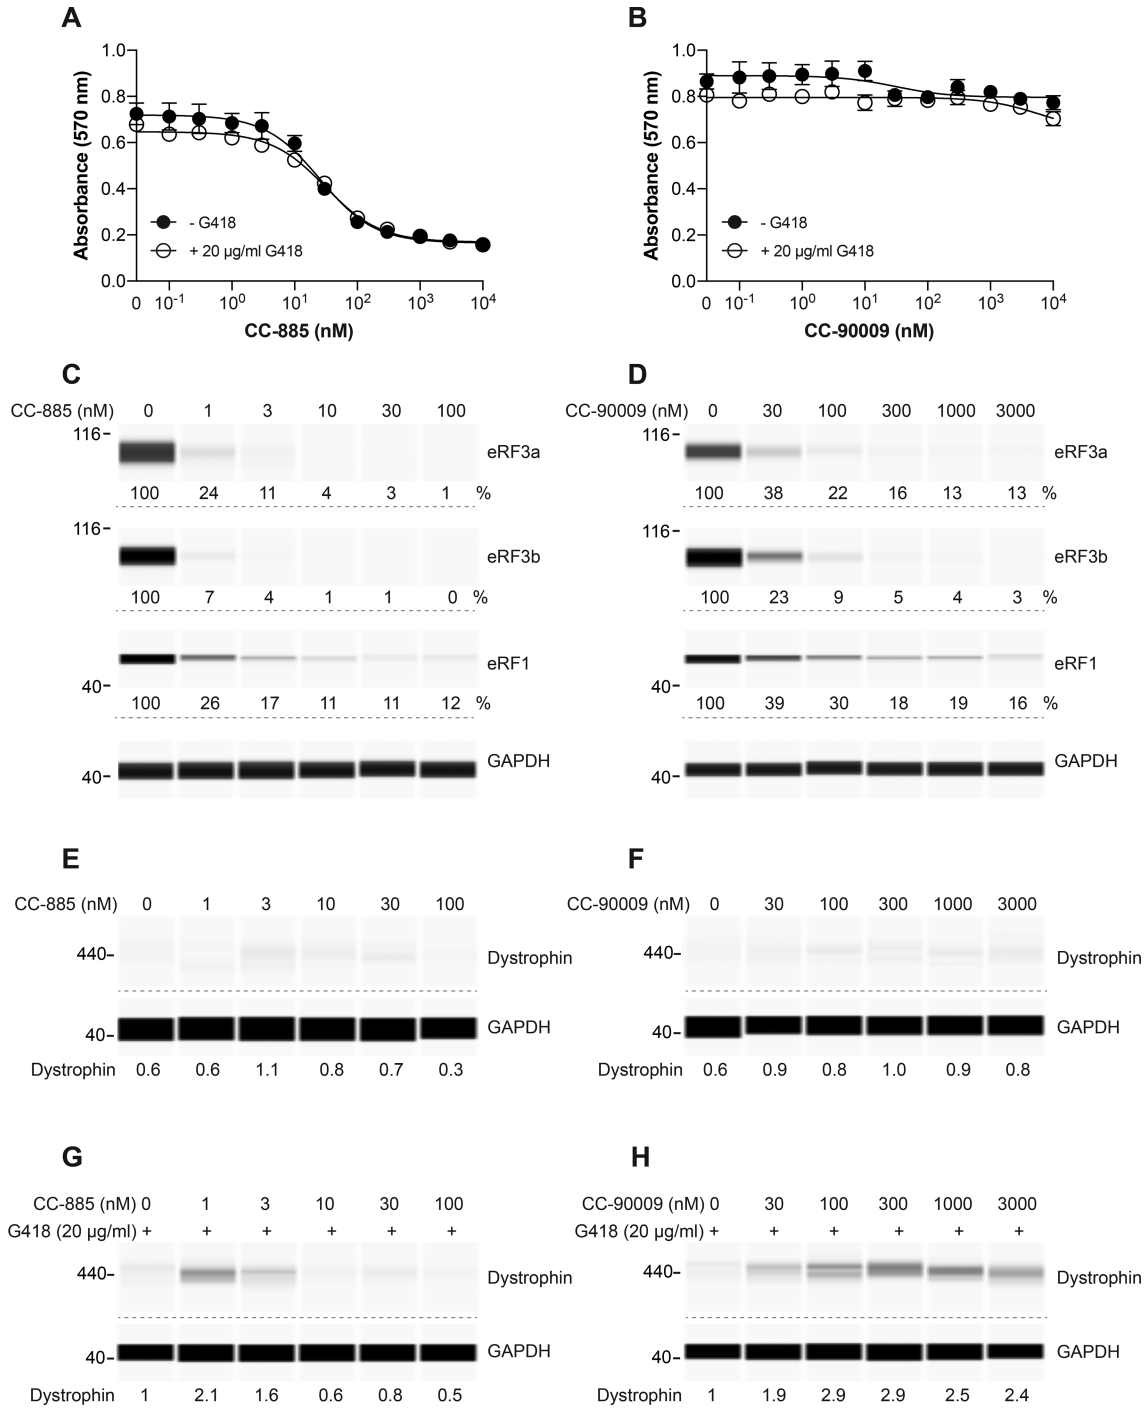 A
1.0
0.8
0.6
0.4
0.2
0.0
Absorbance (570 nm)
- G418
+ 20 µg/ml G418
0 10-1 100 101 102 103 104
CC-885 (nM)
B
1.0
0.8
0.6
0.4
0.2
0.0
Absorbance (570 nm)
- G418
+ 20 µg/ml G418
0 10-1 100 101 102 103 104
CC-90009 (nM)
C
CC-885 (nM) 0 1 3 10 30 100
116
eRF3a
100 24 11 4 3 1 %
116
eRF3b
100 7 4 1 1 0 %
eRF1
40
100 26 17 11 11 12 %
GAPDH
40
D
CC-90009 (nM) 0 30 100 300 1000 3000
116
eRF3a
100 38 22 16 13 13 %
116
eRF3b
100 23 9 5 4 3 %
eRF1
40
100 39 30 18 19 16 %
GAPDH
40
E
CC-885 (nM) 0 1 3 10 30 100
440
Dystrophin
GAPDH
40
Dystrophin 0.6 0.6 1.1 0.8 0.7 0.3
F
CC-90009 (nM) 0 30 100 300 1000 3000
440
Dystrophin
GAPDH
40
Dystrophin 0.6 0.9 0.8 1.0 0.9 0.8
G
CC-885 (nM) 0 1 3 10 30 100
G418 (20 µg/ml) + + + + + +
440
Dystrophin
GAPDH
40
Dystrophin 1 2.1 1.6 0.6 0.8 0.5
H
CC-90009 (nM) 0 30 100 300 1000 3000
G418 (20 µg/ml) + + + + + +
440
Dystrophin
GAPDH
40
Dystrophin 1 1.9 2.9 2.9 2.5 2.4